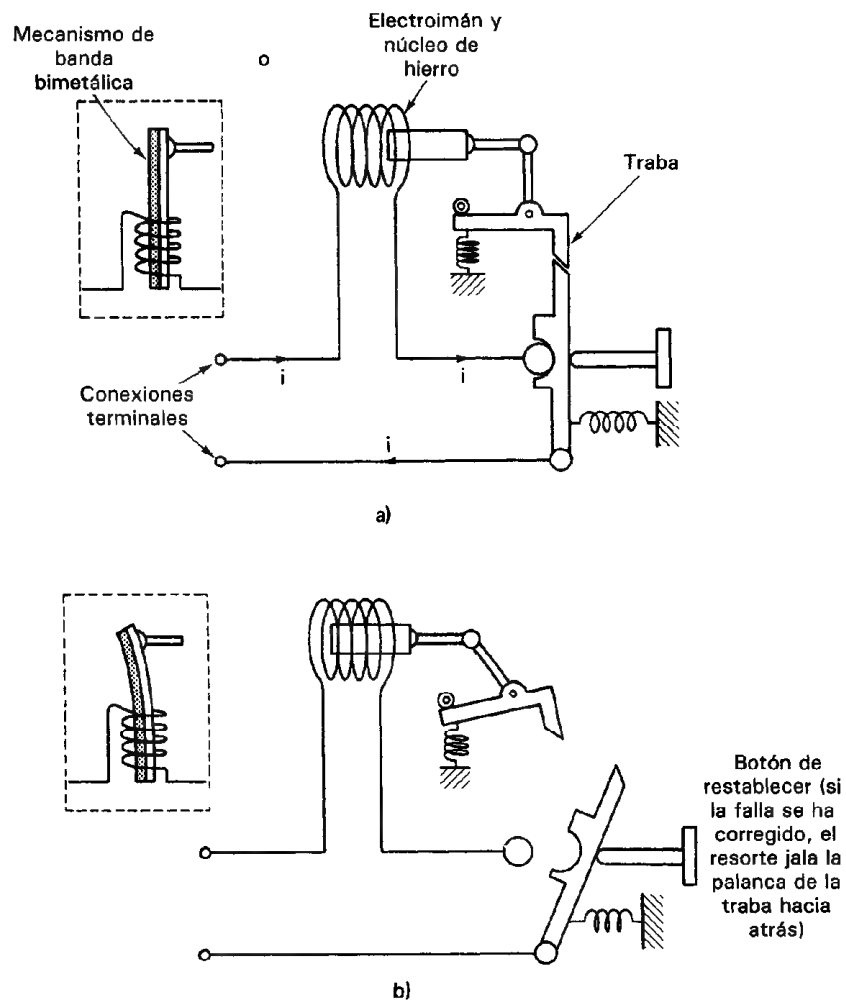 Mecanismo de
banda
bimetálica
o
Electroimán y
núcleo de
hierro
Traba
i
i
Conexiones
terminales
i
a)
Botón de
restablecer (si
la falla se ha
corregido, el
resorte jala la
palanca de la
traba hacia
atrás)
b)